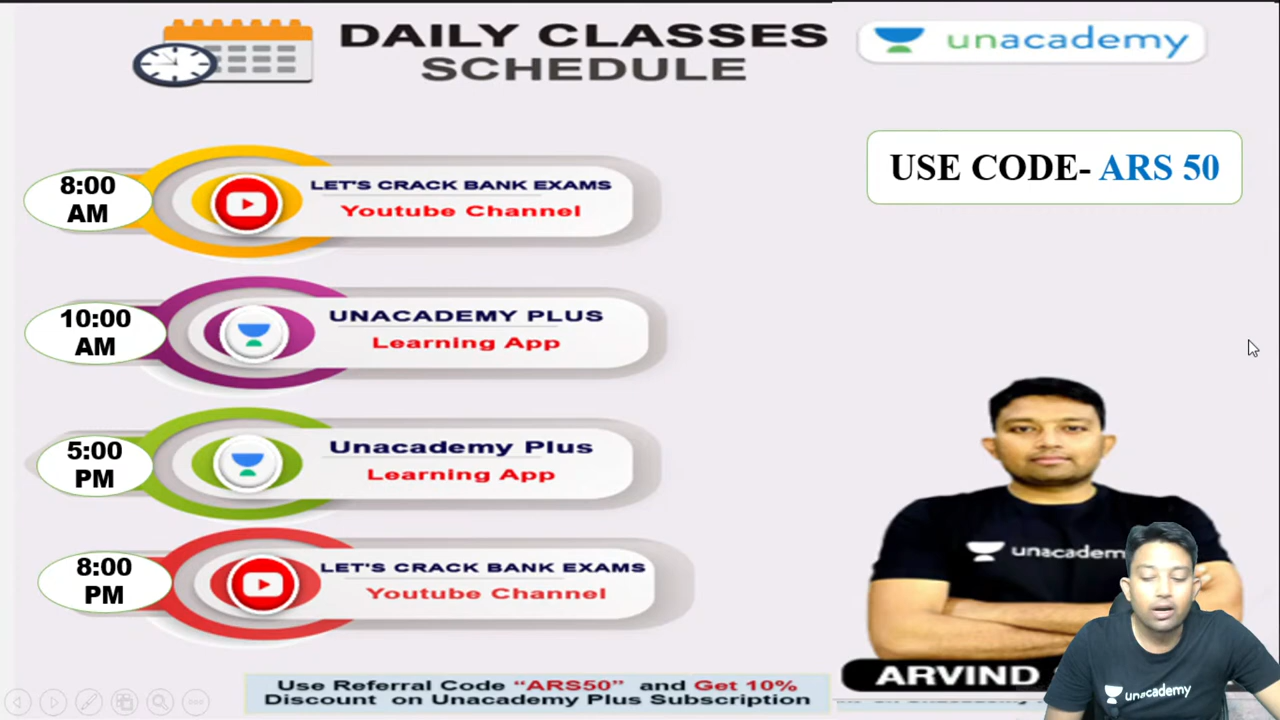 DAILY CLASSES
SCHEDULE
unacademy
USE CODE- ARS 50
8:00
AM
LET'S CRACK BANK EXAMS
Youtube Channel
10:00
AM
UNACADEMY PLUS
Learning App
5:00
PM
Unacademy Plus
Learning App
8:00
PM
LET'S CRACK BANK EXAMS
Youtube Channel
unacadem
ARVIND
unacademy
Use Referral Code “ARS50” and Get 10%
Discount on Unacademy Plus Subscription